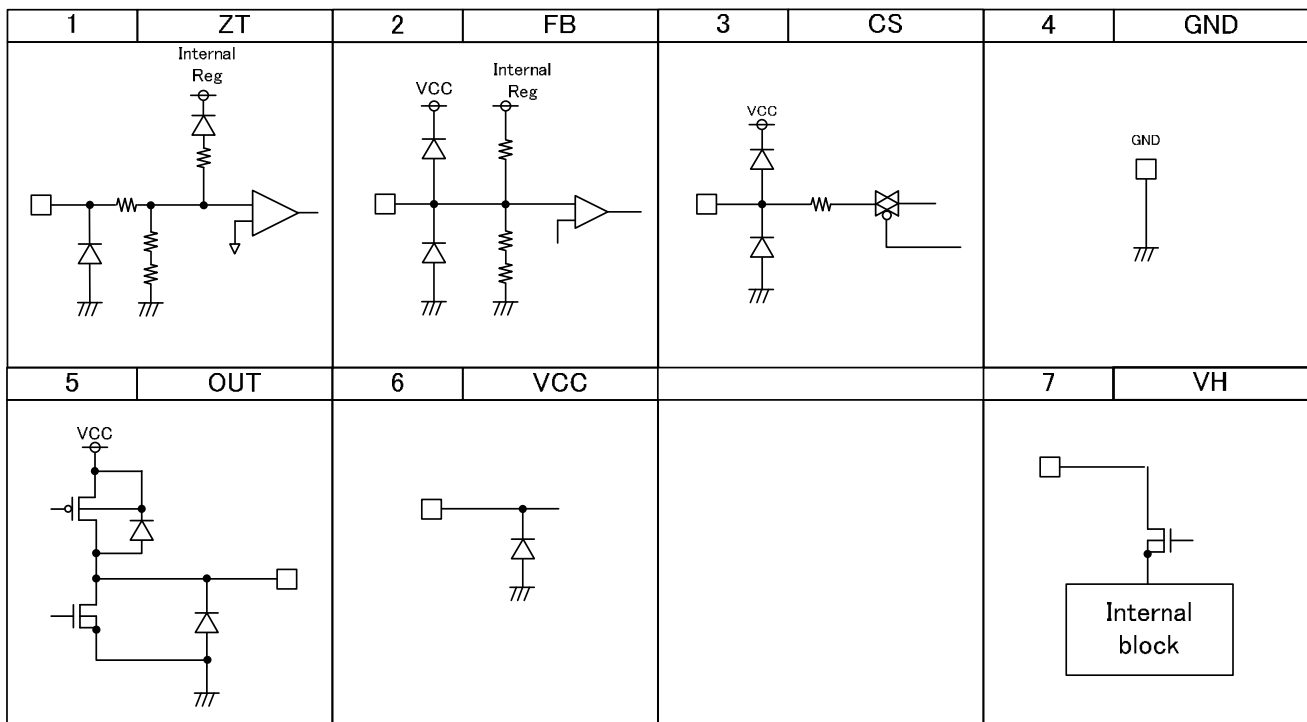 1 ZT 2 FB 3 CS 4 GND
Internal
Reg
VCC
Internal
Reg
VCC
GND
5 OUT 6 VCC 7 VH
VCC
Internal
block